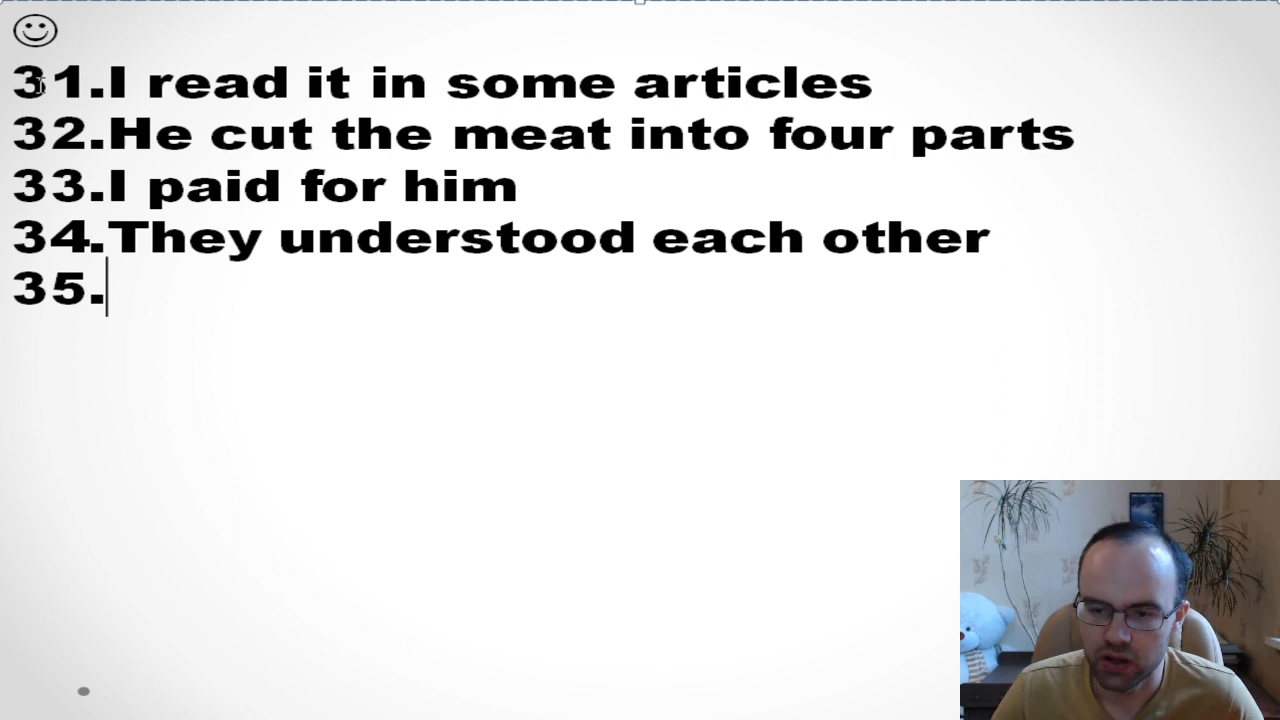 31.I read it in some articles
32.He cut the meat into four parts
33.I paid for him
34.They understood each other
35.